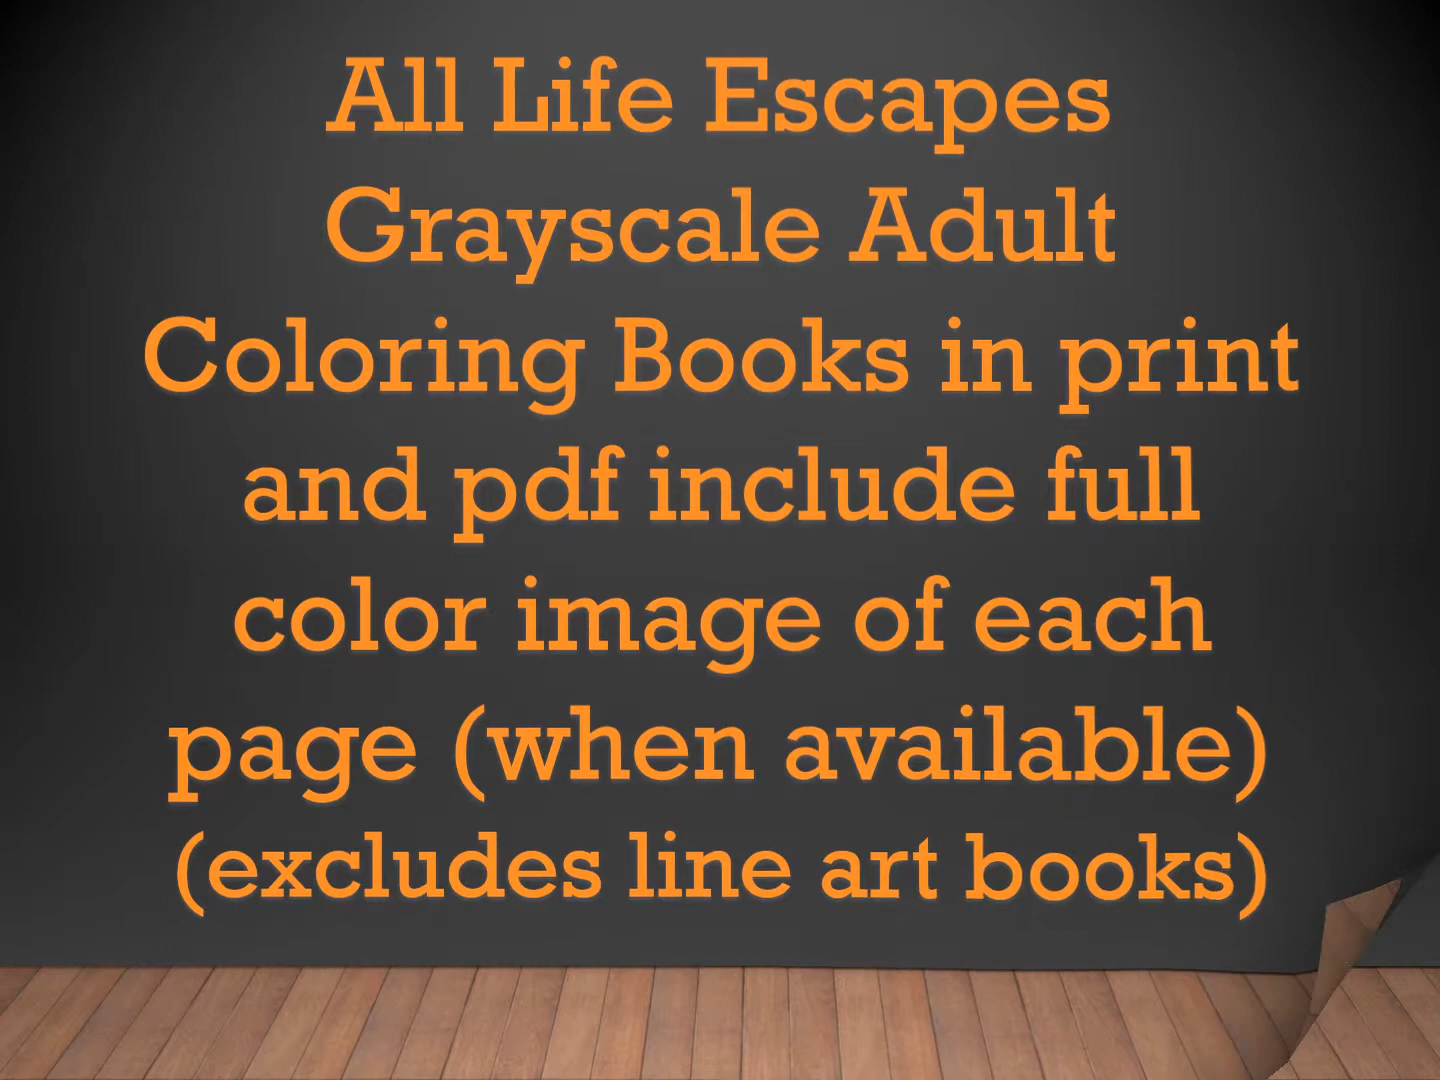 All Life Escapes
Grayscale Adult
Coloring Books in print
and pdf include full
color image of each
page (when available)
(excludes line art books)